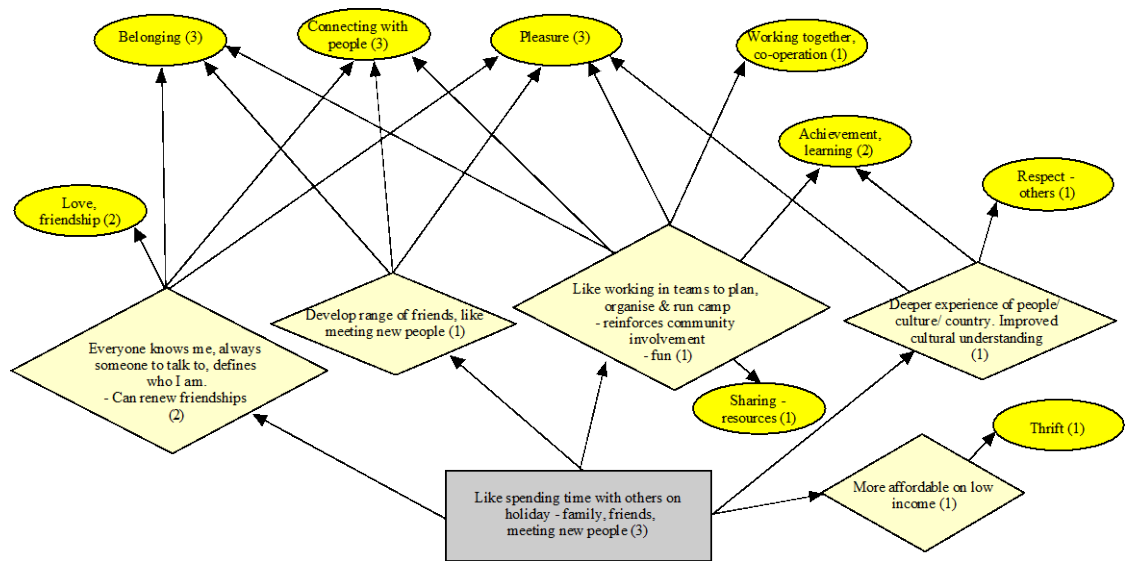 Belonging (3)
Connecting with
people (3)
Pleasure (3)
Working together,
co-operation (1)
Achievement,
learning (2)
Respect -
others (1)
Love,
friendship (2)
Everyone knows me, always
someone to talk to, defines
who I am.
- Can renew friendships
(2)
Develop range of friends, like
meeting new people (1)
Like working in teams to plan,
organise & run camp
- reinforces community
involvement
- fun (1)
Deeper experience of people/
culture/ country. Improved
cultural understanding
(1)
Sharing -
resources (1)
Thrift (1)
More affordable on low
income (1)
Like spending time with others on
holiday - family, friends,
meeting new people (3)